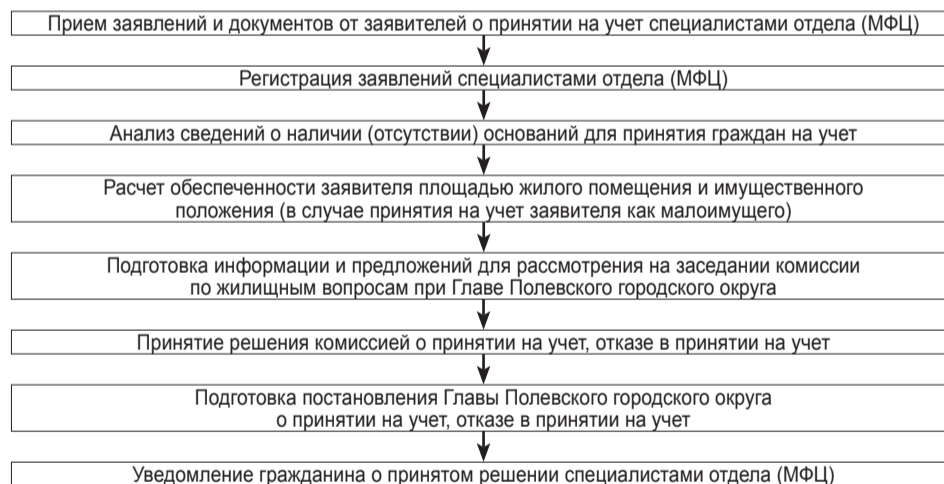 Прием заявлений и документов от заявителей о принятии на учет специалистами отдела (МФЦ)
Регистрация заявлений специалистами отдела (МФЦ)
Анализ сведений о наличии (отсутствии) оснований для принятия граждан на учет
Расчет обеспеченности заявителя площадью жилого помещения и имущественного
положения (в случае принятия на учет заявителя как малоимущего)
Подготовка информации и предложений для рассмотрения на заседании комиссии
по жилищным вопросам при Главе Полевского городского округа
Принятие решения комиссией о принятии на учет, отказе в принятии на учет
Подготовка постановления Главы Полевского городского округа
о принятии на учет, отказе в принятии на учет
Уведомление гражданина о принятом решении специалистами отдела (МФЦ)